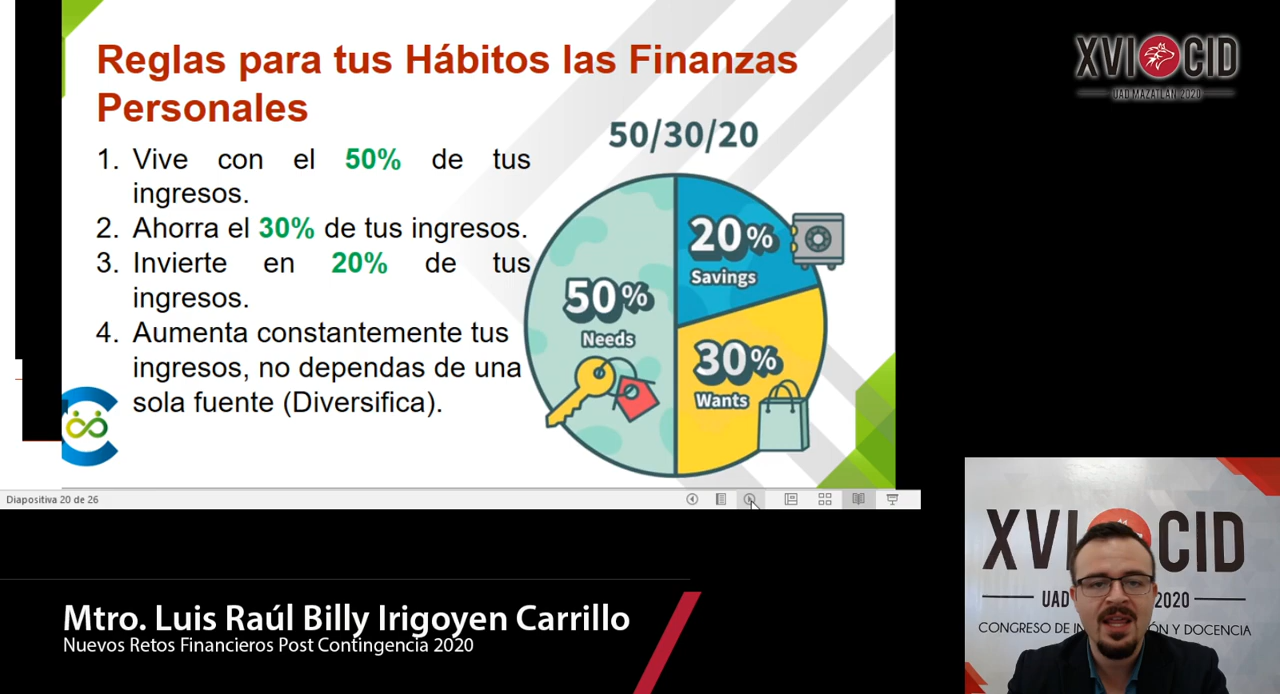 Reglas para tus Hábitos las Finanzas
Personales
1. Vive con el 50% de tus
ingresos.
2. Ahorra el 30% de tus ingresos.
3. Invierte en 20% de tus
ingresos.
4. Aumenta constantemente tus
ingresos, no dependas de una
sola fuente (Diversifica).
50/30/20
20%
Savings
50%
Needs
30%
Wants
Diapositiva 20 de 26
XVI CID
UAD MAZATLÁN 2020
Mtro. Luis Raúl Billy Irigoyen Carrillo
Nuevos Retos Financieros Post Contingencia 2020
XVI CID
UAD 2020
CONGRESO DE IN ÓN Y DOCENCIA